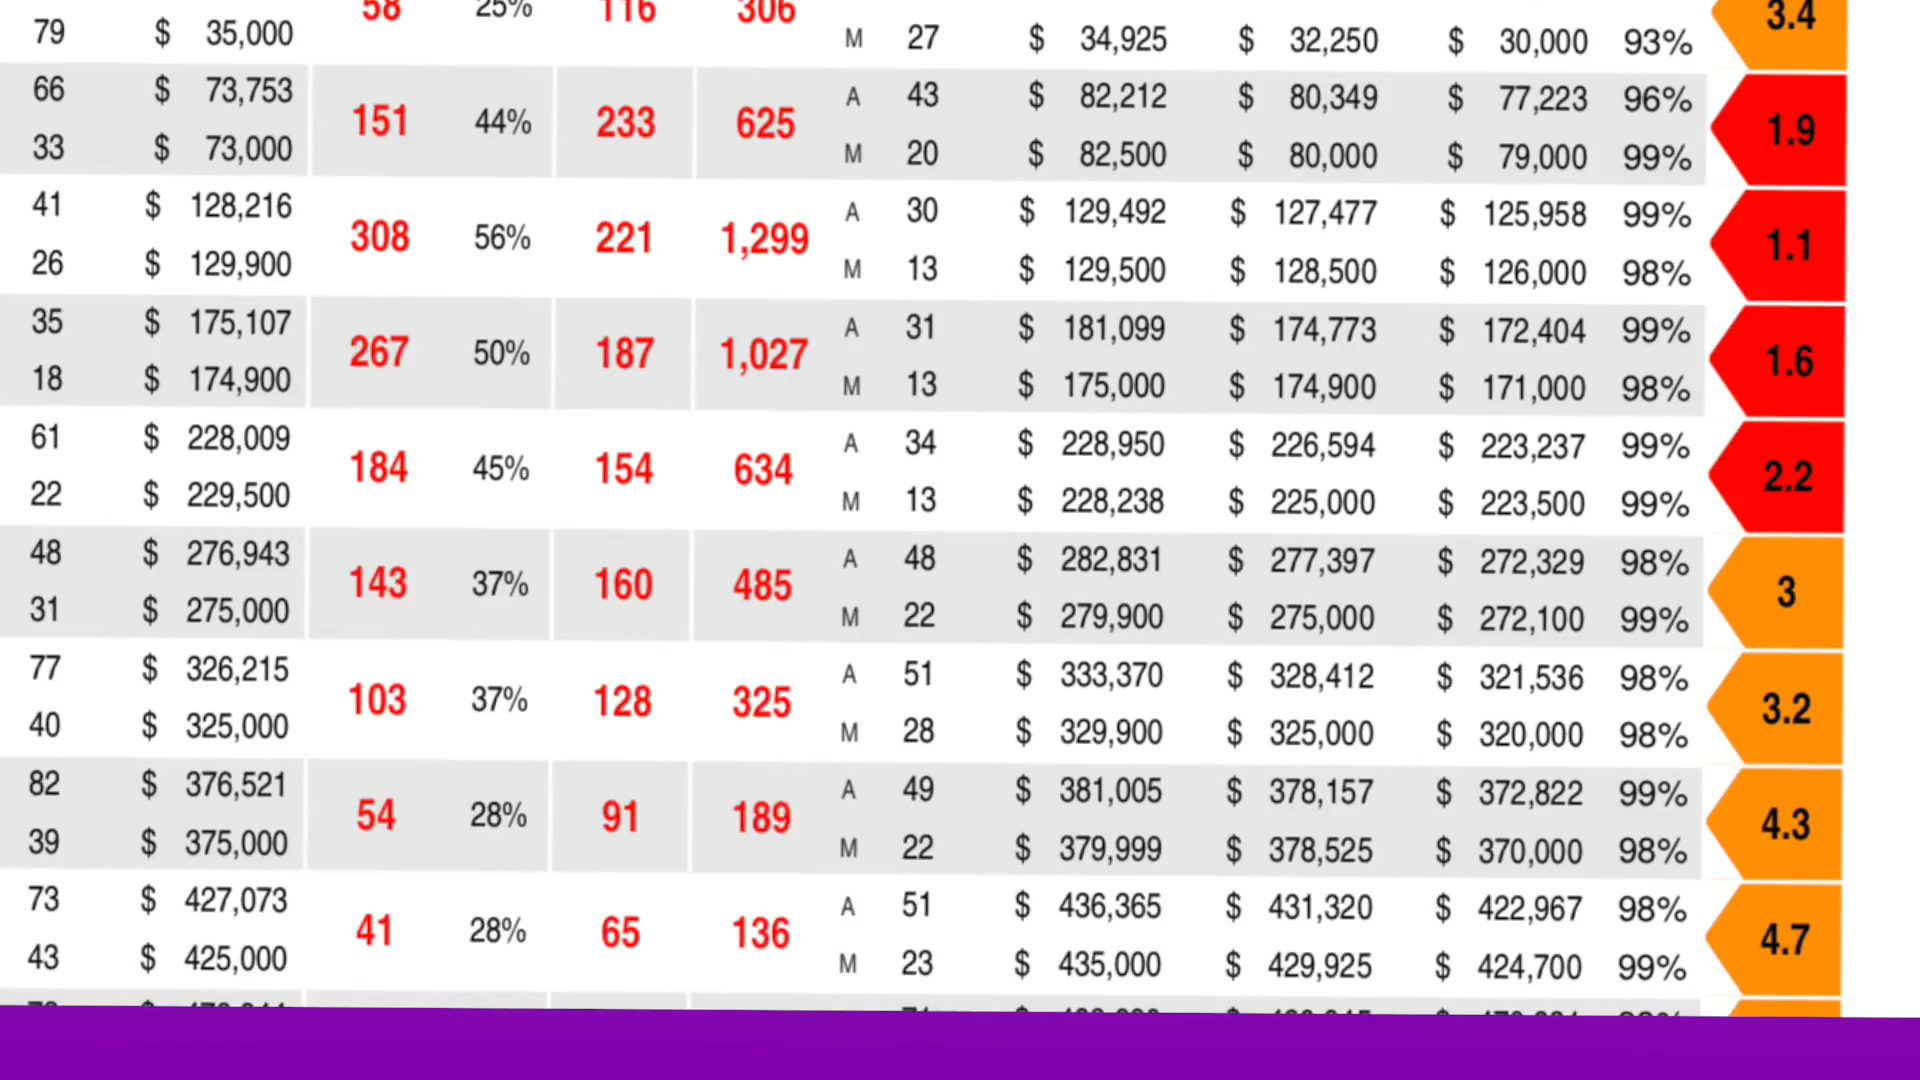 58 25% 116 306 3.4
79 $ 35,000 M 27 $ 34,925 $ 32,250 $ 30,000 93%
66 $ 73,753 A 43 $ 82,212 $ 80,349 $ 77,223 96%
151 44% 233 625 1.9
33 $ 73,000 M 20 $ 82,500 $ 80,000 $ 79,000 99%
41 $ 128,216 A 30 $ 129,492 $ 127,477 $ 125,958 99%
308 56% 221 1,299 1.1
26 $ 129,900 M 13 $ 129,500 $ 128,500 $ 126,000 98%
35 $ 175,107 A 31 $ 181,099 $ 174,773 $ 172,404 99%
267 50% 187 1,027 1.6
18 $ 174,900 M 13 $ 175,000 $ 174,900 $ 171,000 98%
61 $ 228,009 A 34 $ 228,950 $ 226,594 $ 223,237 99%
184 45% 154 634 2.2
22 $ 229,500 M 13 $ 228,238 $ 225,000 $ 223,500 99%
48 $ 276,943 A 48 $ 282,831 $ 277,397 $ 272,329 98%
143 37% 160 485 3
31 $ 275,000 M 22 $ 279,900 $ 275,000 $ 272,100 99%
77 $ 326,215 A 51 $ 333,370 $ 328,412 $ 321,536 98%
103 37% 128 325 3.2
40 $ 325,000 M 28 $ 329,900 $ 325,000 $ 320,000 98%
82 $ 376,521 A 49 $ 381,005 $ 378,157 $ 372,822 99%
54 28% 91 189 4.3
39 $ 375,000 M 22 $ 379,999 $ 378,525 $ 370,000 98%
73 $ 427,073 A 51 $ 436,365 $ 431,320 $ 422,967 98%
41 28% 65 136 4.7
43 $ 425,000 M 23 $ 435,000 $ 429,925 $ 424,700 99%